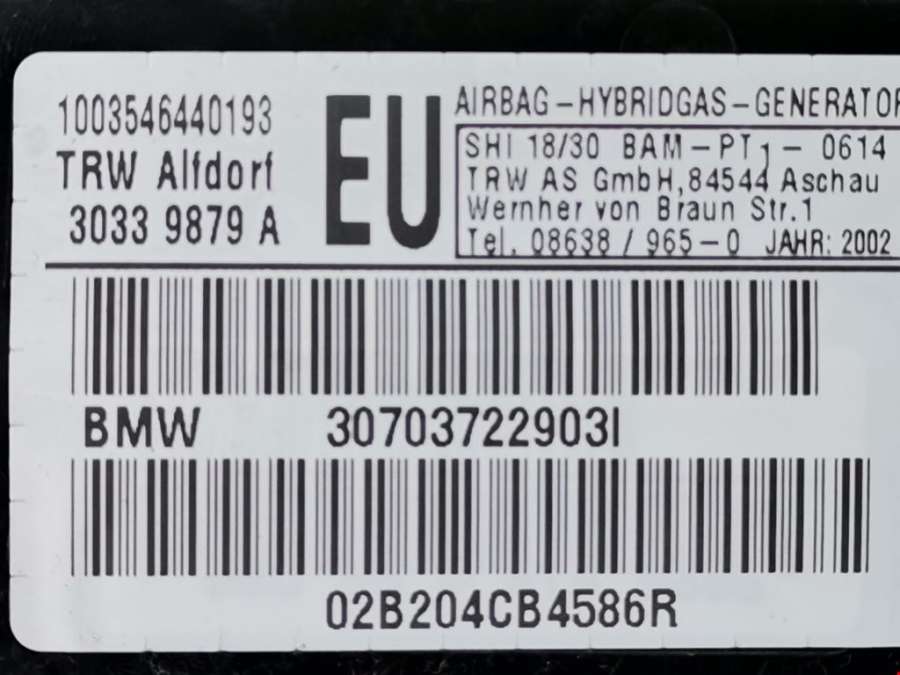 1003546440193
TRW Alfdorf
3033 9879 A
EU
AIRBAG-HYBRIDGAS-GENERATOR
SHI 18/30 BAM-PT1- 0614
TRW AS GmbH,84544 Aschau
Wernher von Braun Str.1
Tel. 08638 / 965-0 JAHR: 2002
BMW 30703722903I
02B204CB4586R